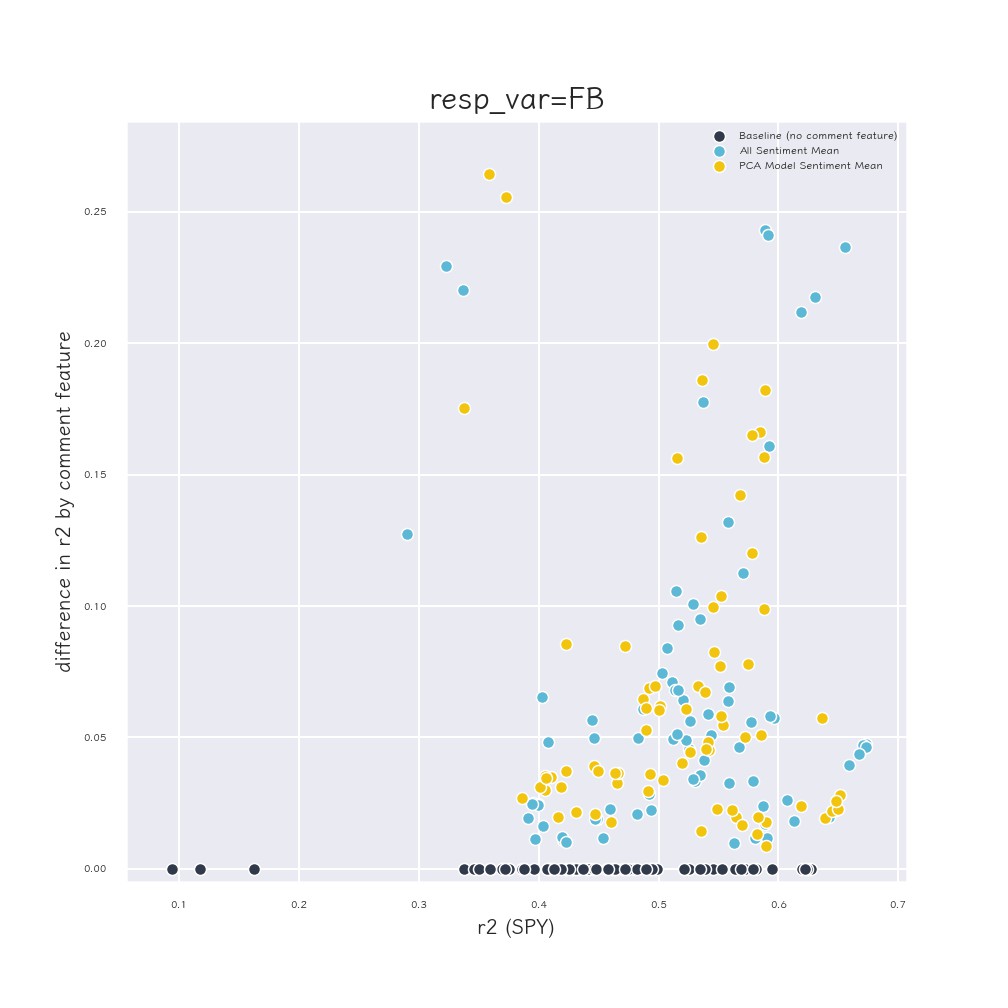 resp_var=FB
Baseline (no comment feature)
All Sentiment Mean
PCA Model Sentiment Mean
difference in r2 by comment feature
0.25
0.20
0.15
0.10
0.05
0.00
0.1 0.2 0.3 0.4 0.5 0.6 0.7
r2 (SPY)